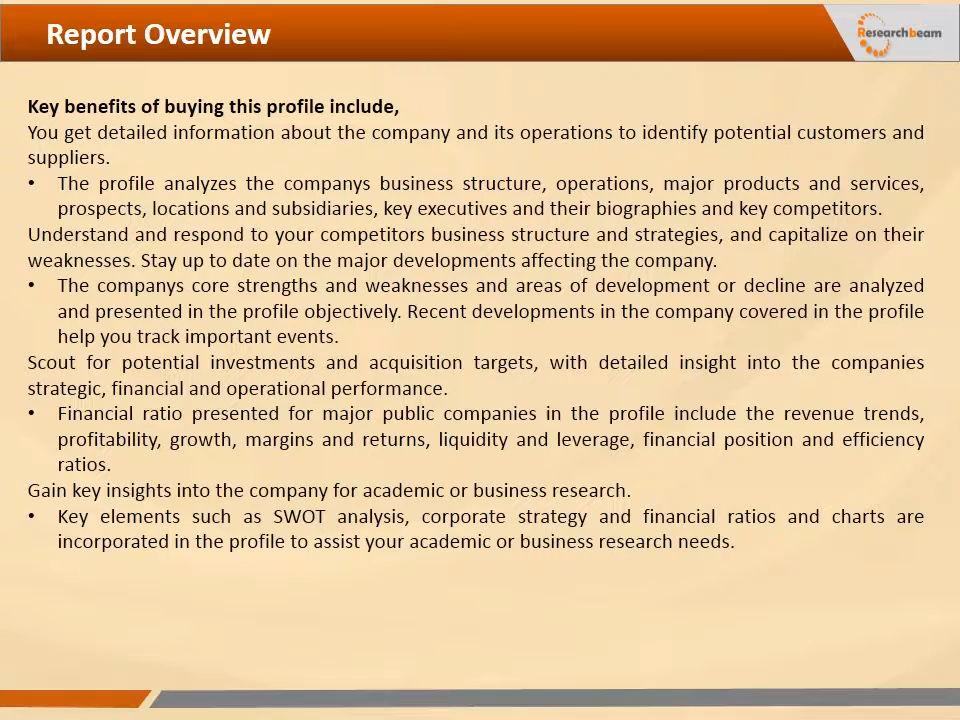 Report Overview
Researchbeam
Key benefits of buying this profile include,
You get detailed information about the company and its operations to identify potential customers and
suppliers.
• The profile analyzes the companys business structure, operations, major products and services,
prospects, locations and subsidiaries, key executives and their biographies and key competitors.
Understand and respond to your competitors business structure and strategies, and capitalize on their
weaknesses. Stay up to date on the major developments affecting the company.
• The companys core strengths and weaknesses and areas of development or decline are analyzed
and presented in the profile objectively. Recent developments in the company covered in the profile
help you track important events.
Scout for potential investments and acquisition targets, with detailed insight into the companies
strategic, financial and operational performance.
• Financial ratio presented for major public companies in the profile include the revenue trends,
profitability, growth, margins and returns, liquidity and leverage, financial position and efficiency
ratios.
Gain key insights into the company for academic or business research.
• Key elements such as SWOT analysis, corporate strategy and financial ratios and charts are
incorporated in the profile to assist your academic or business research needs.